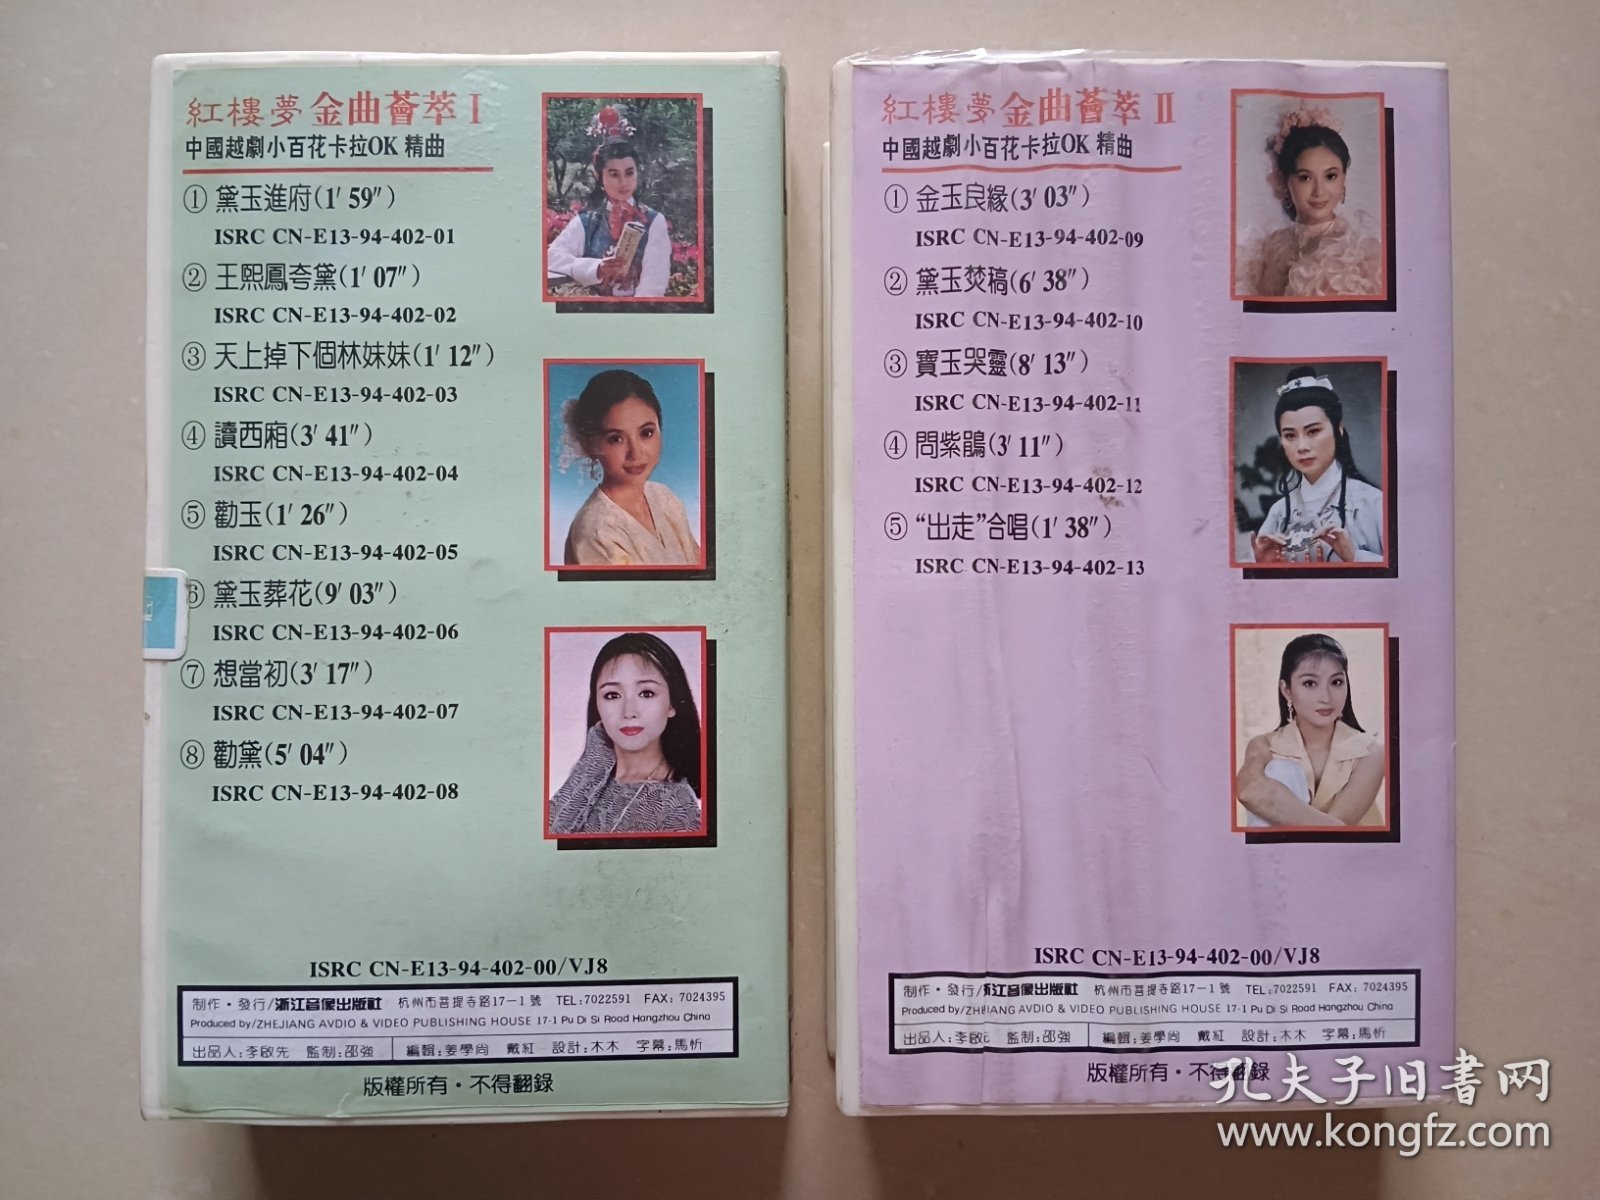 紅樓夢金曲薈萃 I
中國越劇小百花卡拉OK 精曲
① 黛玉進府(1′ 59″)
ISRC CN-E13-94-402-01
② 王熙鳳夸黛(1′ 07″)
ISRC CN-E13-94-402-02
③ 天上掉下個林妹妹(1′ 12″)
ISRC CN-E13-94-402-03
④ 讀西廂(3′ 41″)
ISRC CN-E13-94-402-04
⑤ 勸玉(1′ 26″)
ISRC CN-E13-94-402-05
⑥ 黛玉葬花(9′ 03″)
ISRC CN-E13-94-402-06
⑦ 想當初(3′ 17″)
ISRC CN-E13-94-402-07
⑧ 勸黛(5′ 04″)
ISRC CN-E13-94-402-08
ISRC CN-E13-94-402-00/VJ8
制作·發行/浙江音像出版社 杭州市菩提寺路17-1號 TEL:7022591 FAX:7024395
Produced by/ZHEJIANG AVDIO & VIDEO PUBLISHING HOUSE 17-1 Pu Di Si Road Hangzhou China
出品人:李啟先 監制:邵強 編輯:姜學尚 戴紅 設計:木木 字幕:馬忻
版權所有·不得翻錄
紅樓夢金曲薈萃 II
中國越劇小百花卡拉OK 精曲
① 金玉良緣(3′ 03″)
ISRC CN-E13-94-402-09
② 黛玉焚稿(6′ 38″)
ISRC CN-E13-94-402-10
③ 寶玉哭靈(8′ 13″)
ISRC CN-E13-94-402-11
④ 問紫鵑(3′ 11″)
ISRC CN-E13-94-402-12
⑤ “出走”合唱(1′ 38″)
ISRC CN-E13-94-402-13
ISRC CN-E13-94-402-00/VJ8
制作·發行/浙江音像出版社 杭州市菩提寺路17-1號 TEL:7022591 FAX:7024395
Produced by/ZHEJIANG AVDIO & VIDEO PUBLISHING HOUSE 17-1 Pu Di Si Road Hangzhou China
出品人:李啟先 監制:邵強 編輯:姜學尚 戴紅 設計:木木 字幕:馬忻
版權所有·不得翻錄
孔夫子旧書网
www.kongfz.com